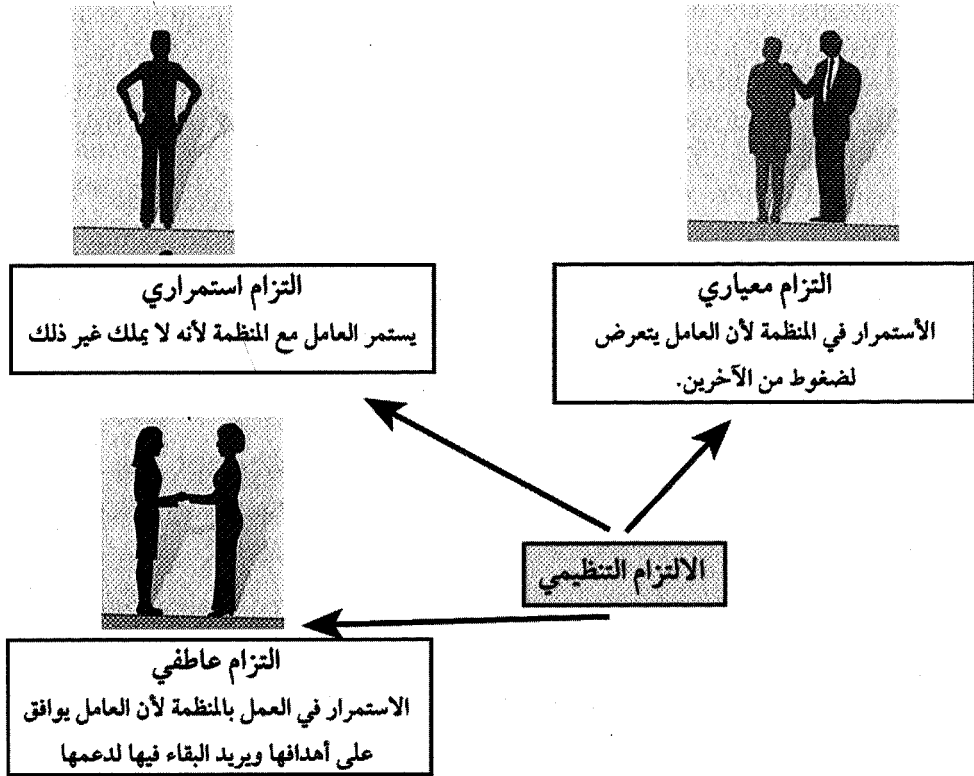 التزام معياري
الأستمرار في المنظمة لأن العامل يتعرض
لضغوط من الآخرين.
التزام استمراري
يستمر العامل مع المنظمة لأنه لا يملك غير ذلك
الالتزام التنظيمي
التزام عاطفي
الاستمرار في العمل بالمنظمة لأن العامل يوافق
على أهدافها ويريد البقاء فيها لدعمها